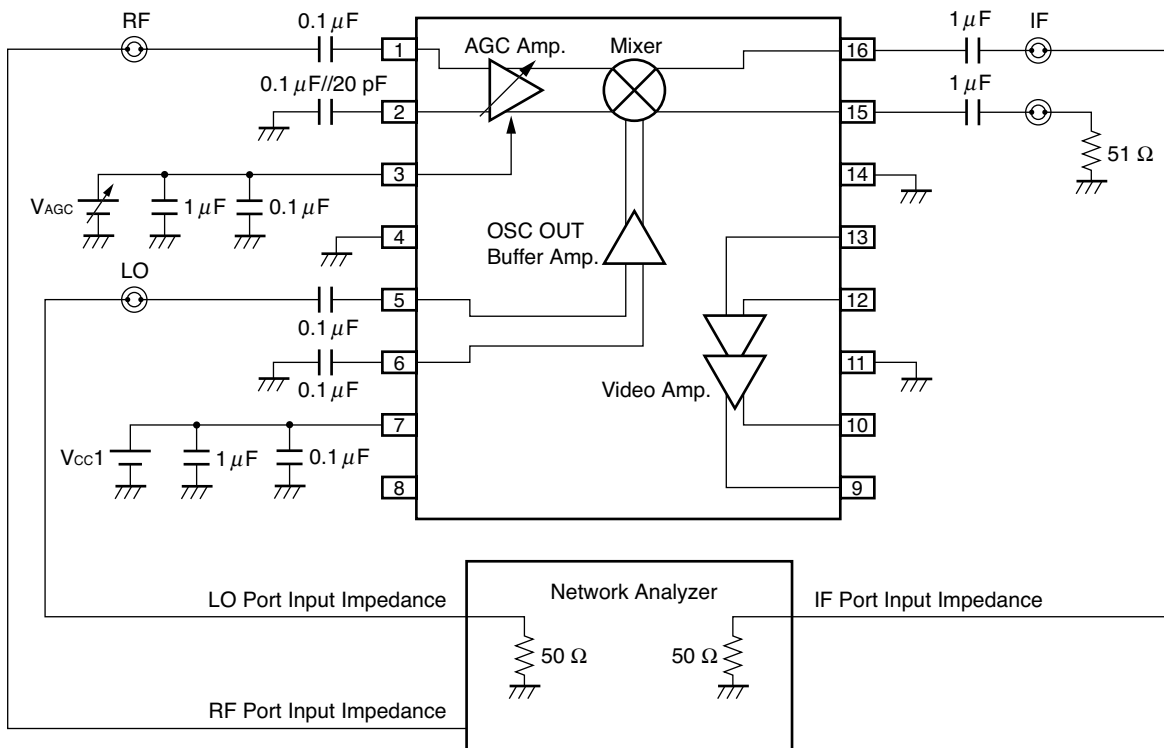 RF
0.1 µF
1
AGC Amp.
Mixer
16
1 µF
IF
0.1 µF//20 pF
2
15
1 µF
51 Ω
3
14
VAGC
1 µF
0.1 µF
4
OSC OUT
Buffer Amp.
13
LO
5
0.1 µF
12
6
0.1 µF
11
Video Amp.
7
10
VCC1
1 µF
0.1 µF
8
9
Network Analyzer
LO Port Input Impedance
IF Port Input Impedance
50 Ω
50 Ω
RF Port Input Impedance